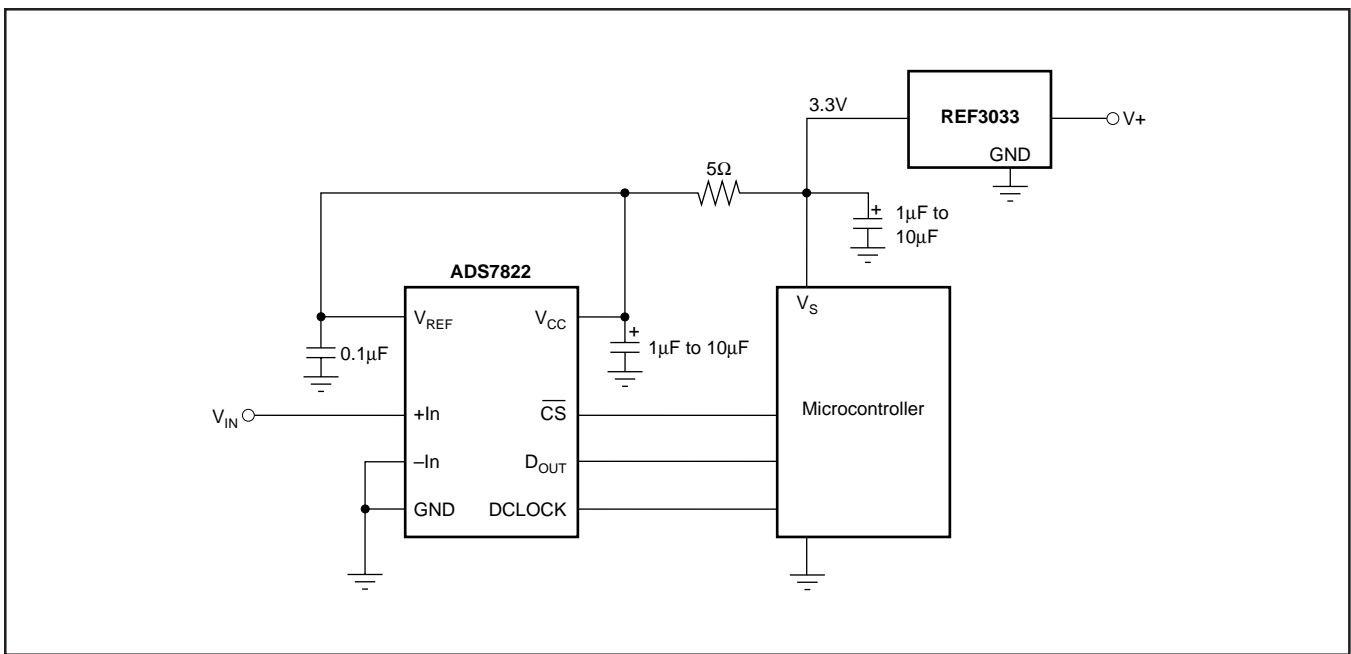 REF3033
3.3V
V+
GND
5Ω
1µF to
10µF
ADS7822
VS
VREF
VCC
0.1µF
1µF to 10µF
VIN
+In
CS
Microcontroller
–In
DOUT
GND
DCLOCK